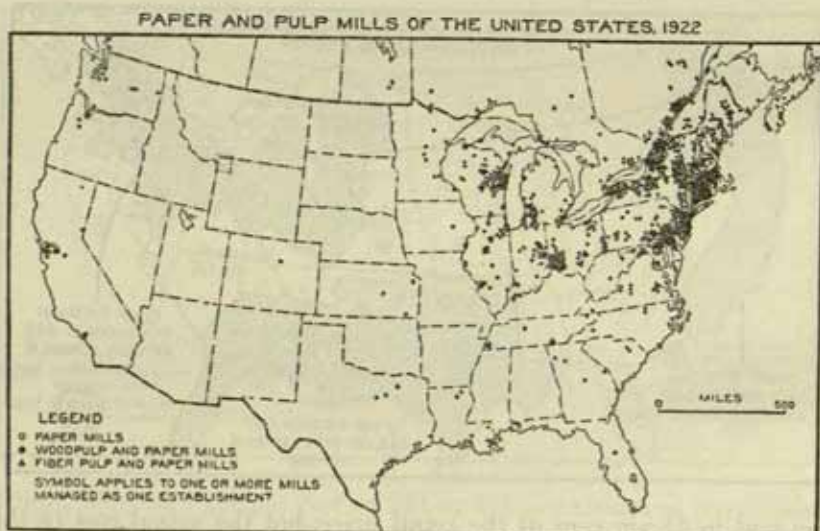 PAPER AND PULP MILLS OF THE UNITED STATES, 1922
MILES
0 500
LEGEND
PAPER MILLS
WOODPULP AND PAPER MILLS
FIBER PULP AND PAPER MILLS
SYMBOL APPLIES TO ONE OR MORE MILLS
MANAGED AS ONE ESTABLISHMENT